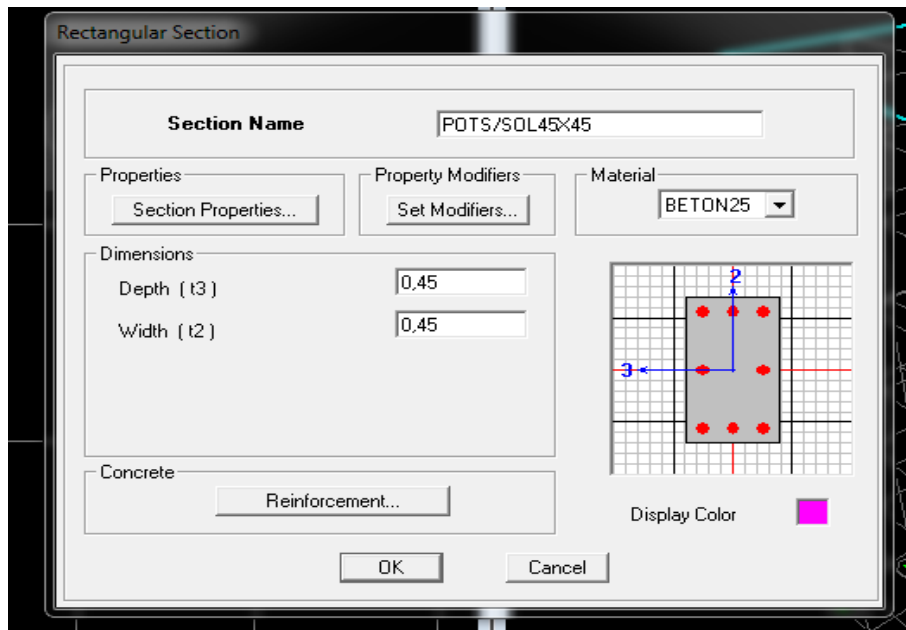 Rectangular Section
Section Name POTS/SOL45X45
Properties
Section Properties...
Property Modifiers
Set Modifiers...
Material
BETON25
Dimensions
Depth ( t3 ) 0,45
Width ( t2 ) 0,45
2
3
Concrete
Reinforcement...
Display Color
OK Cancel